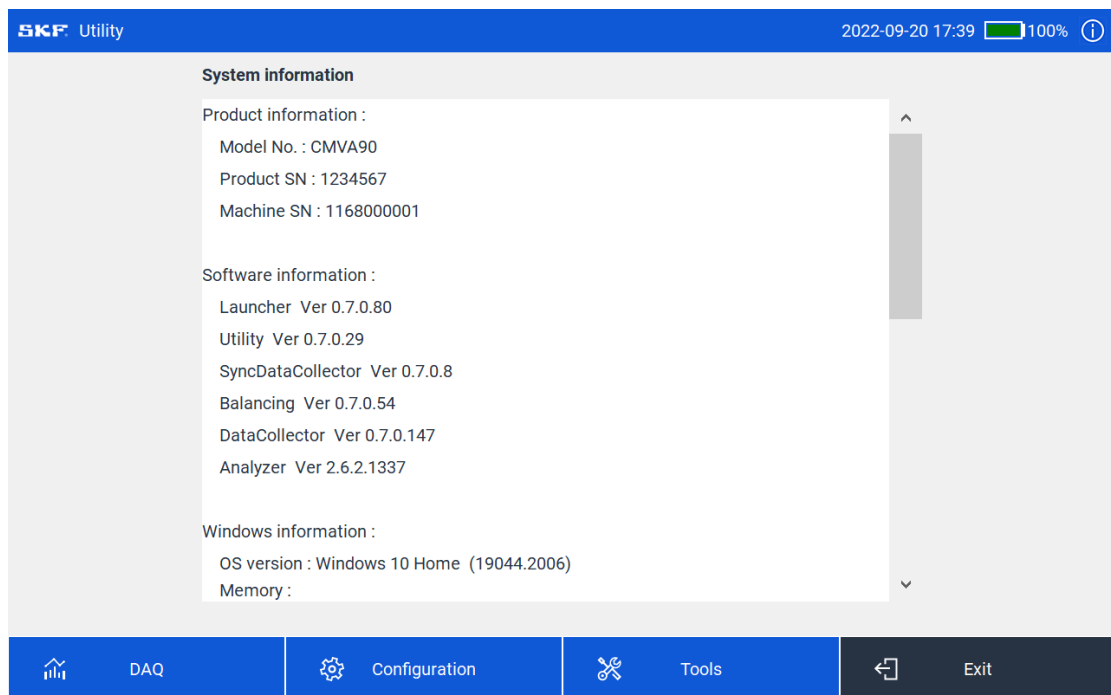 SKF. Utility 2022-09-20 17:39 100%
System information
Product information :
Model No. : CMVA90
Product SN : 1234567
Machine SN : 1168000001
Software information :
Launcher Ver 0.7.0.80
Utility Ver 0.7.0.29
SyncDataCollector Ver 0.7.0.8
Balancing Ver 0.7.0.54
DataCollector Ver 0.7.0.147
Analyzer Ver 2.6.2.1337
Windows information :
OS version : Windows 10 Home (19044.2006)
Memory :
DAQ Configuration Tools Exit